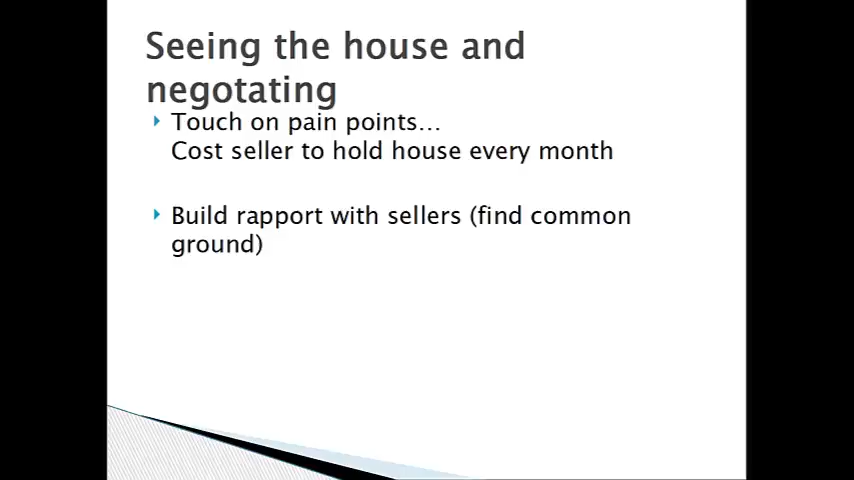 Seeing the house and
negotating
Touch on pain points…
Cost seller to hold house every month
Build rapport with sellers (find common
ground)